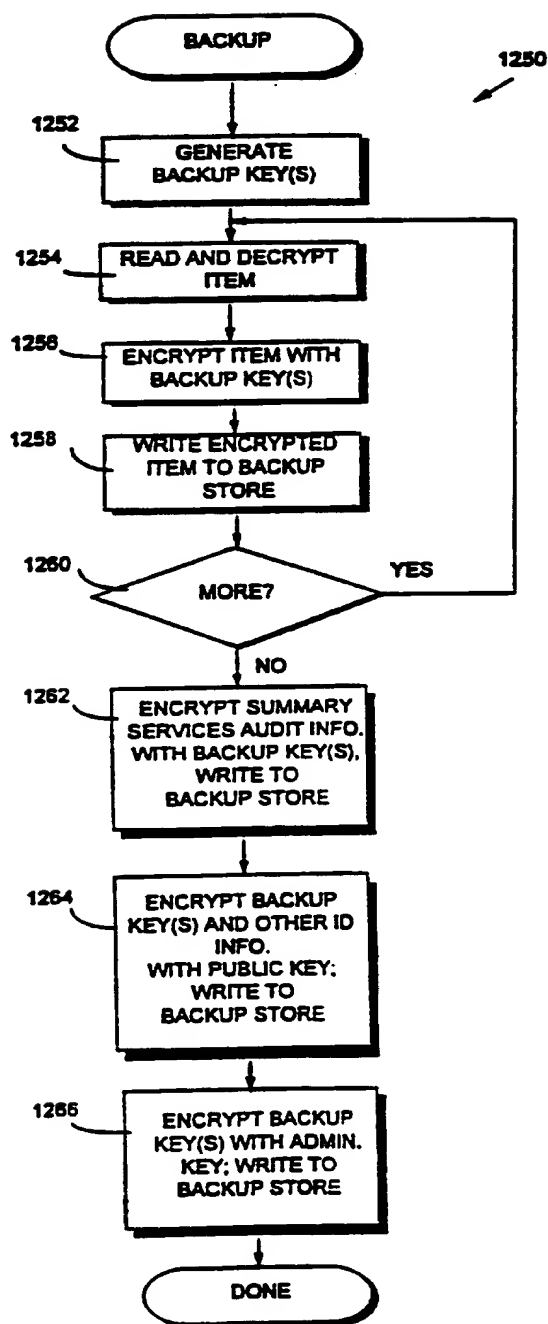 BACKUP
1250
1252
GENERATE
BACKUP KEY(S)
1254
READ AND DECRYPT
ITEM
1256
ENCRYPT ITEM WITH
BACKUP KEY(S)
1258
WRITE ENCRYPTED
ITEM TO BACKUP
STORE
1260
MORE?
YES
NO
1262
ENCRYPT SUMMARY
SERVICES AUDIT INFO.
WITH BACKUP KEY(S),
WRITE TO
BACKUP STORE
1264
ENCRYPT BACKUP
KEY(S) AND OTHER ID
INFO.
WITH PUBLIC KEY;
WRITE TO
BACKUP STORE
1266
ENCRYPT BACKUP
KEY(S) WITH ADMIN.
KEY; WRITE TO
BACKUP STORE
DONE